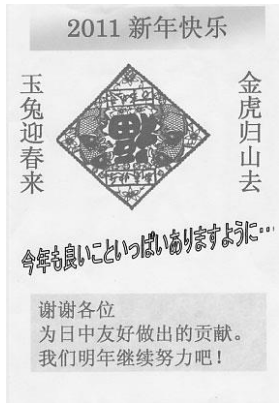 2011 新年快乐
金虎归山去
玉兔迎春来
福
今年も良いこといっぱいありますように…
谢谢各位
为日中友好做出的贡献。
我们明年继续努力吧！